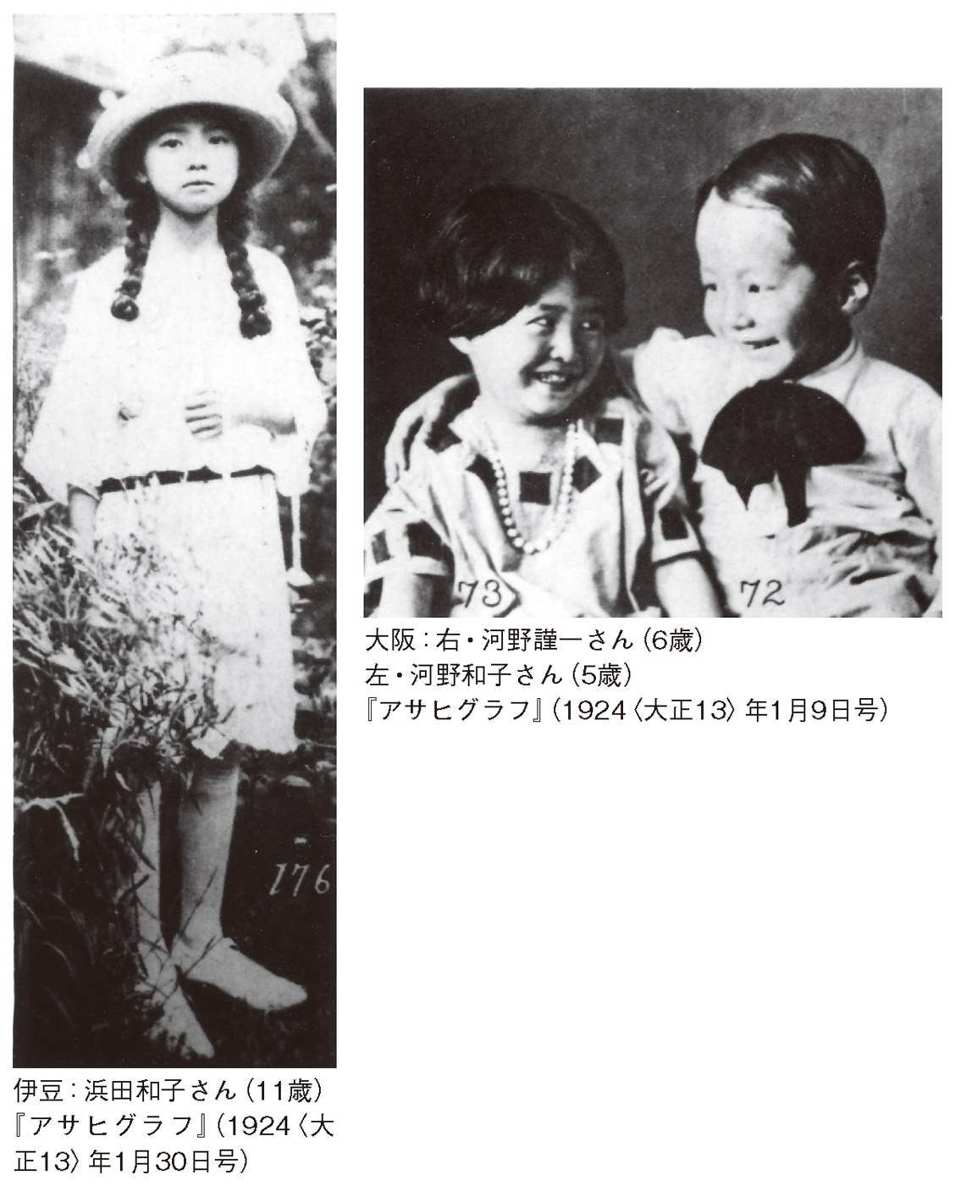 176
伊豆：浜田和子さん（11歳）
『アサヒグラフ』（1924〈大
正13〉年1月30日号）
73
72
大阪：右・河野謹一さん（6歳）
左・河野和子さん（5歳）
『アサヒグラフ』（1924〈大正13〉年1月9日号）